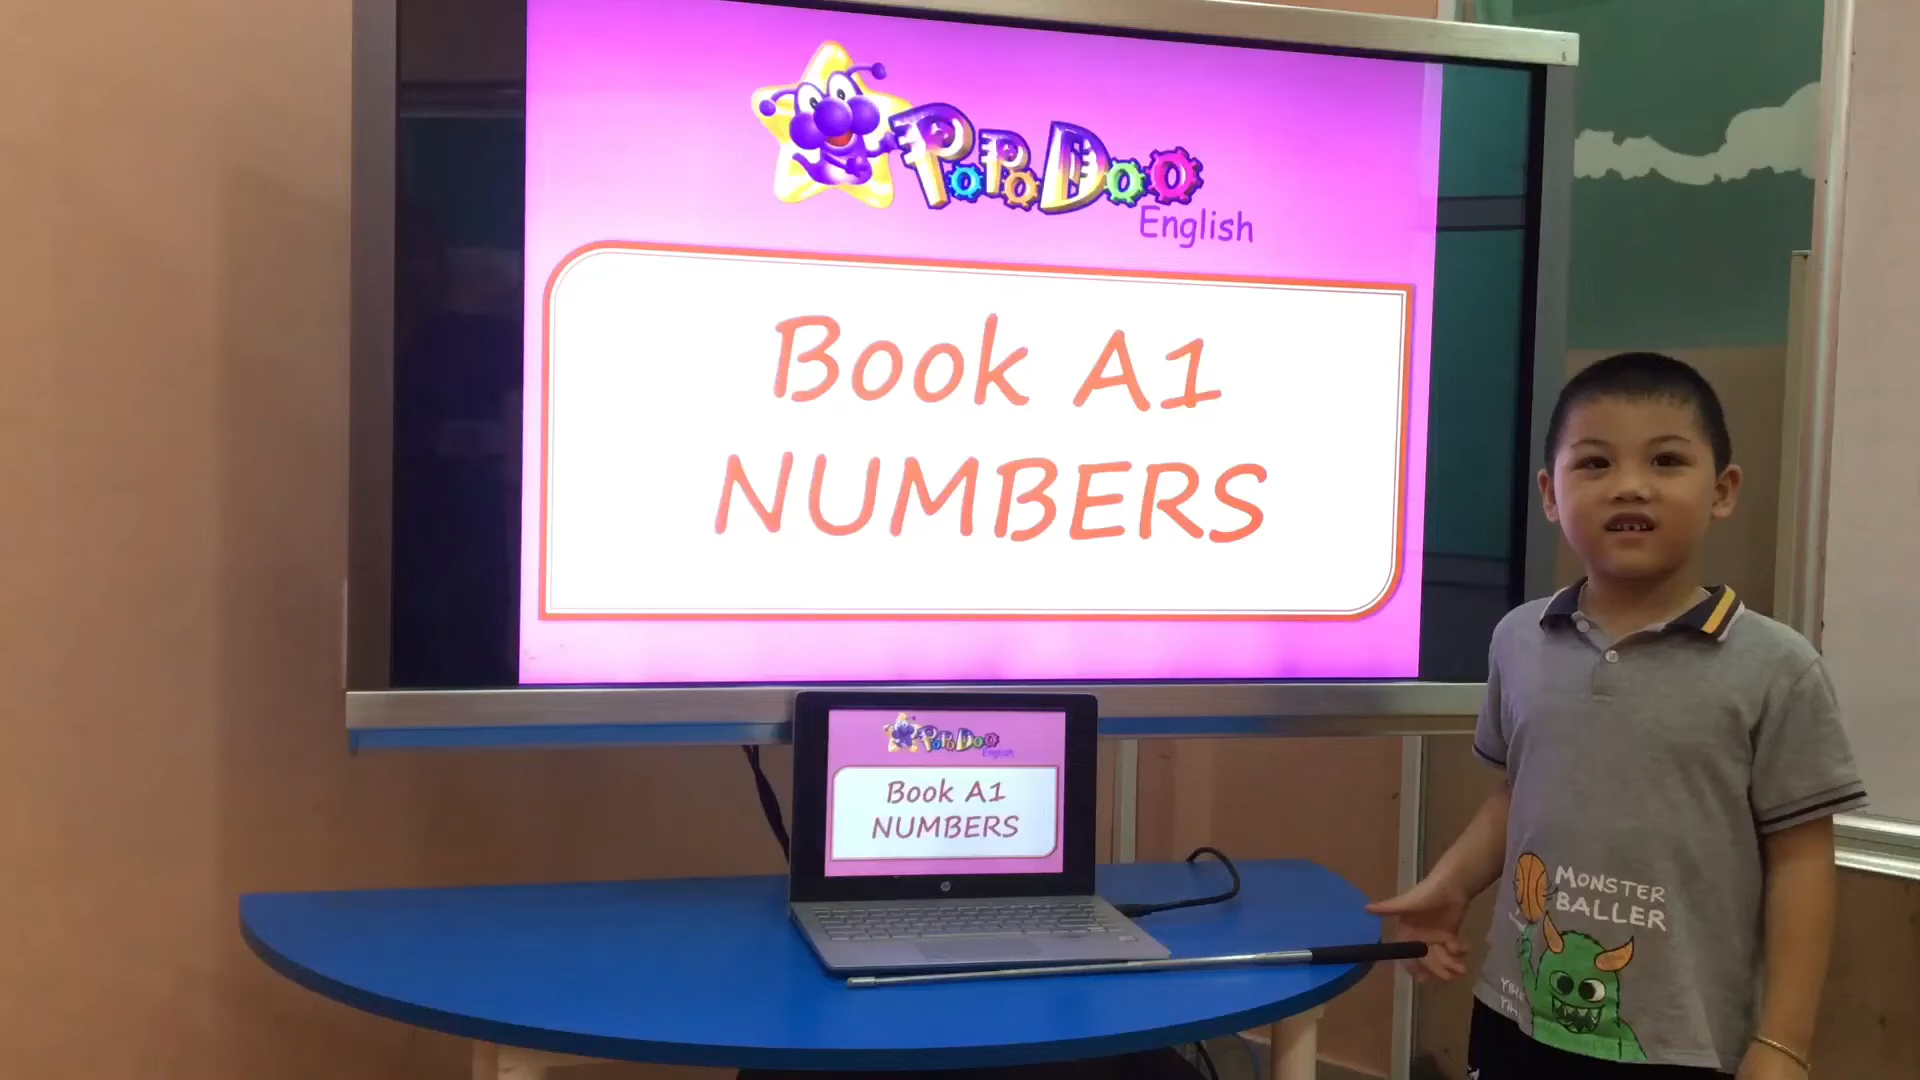 PoPoDoo
English
Book A1
NUMBERS
PoPoDoo
English
Book A1
NUMBERS
MONSTER
BALLER